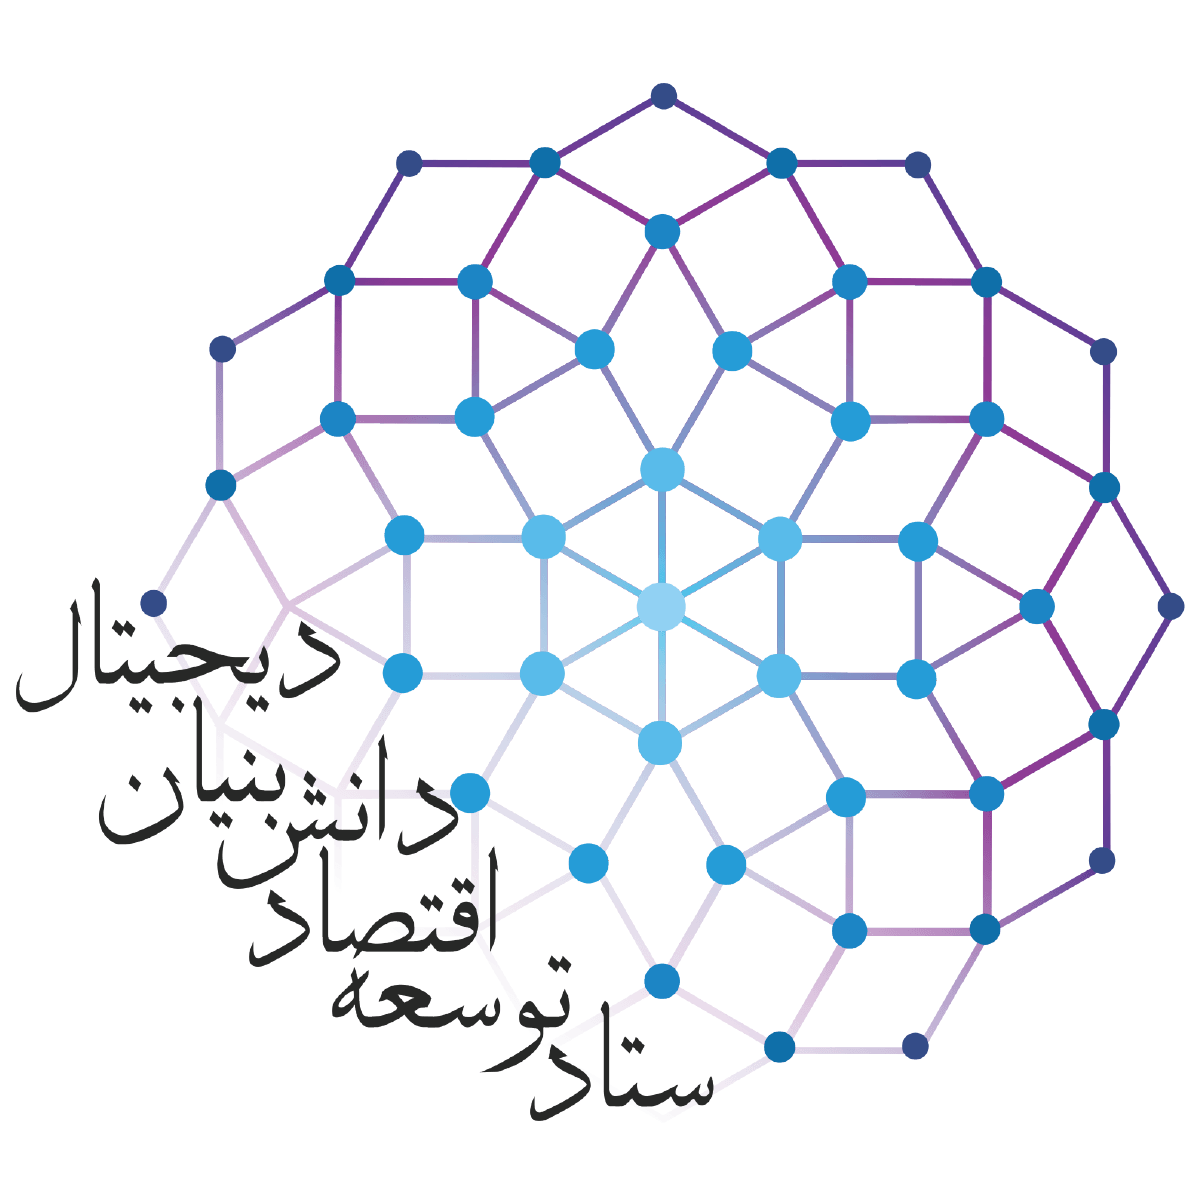 ستاد
توسعه
اقتصاد
دانش بنیان
دیجیتال